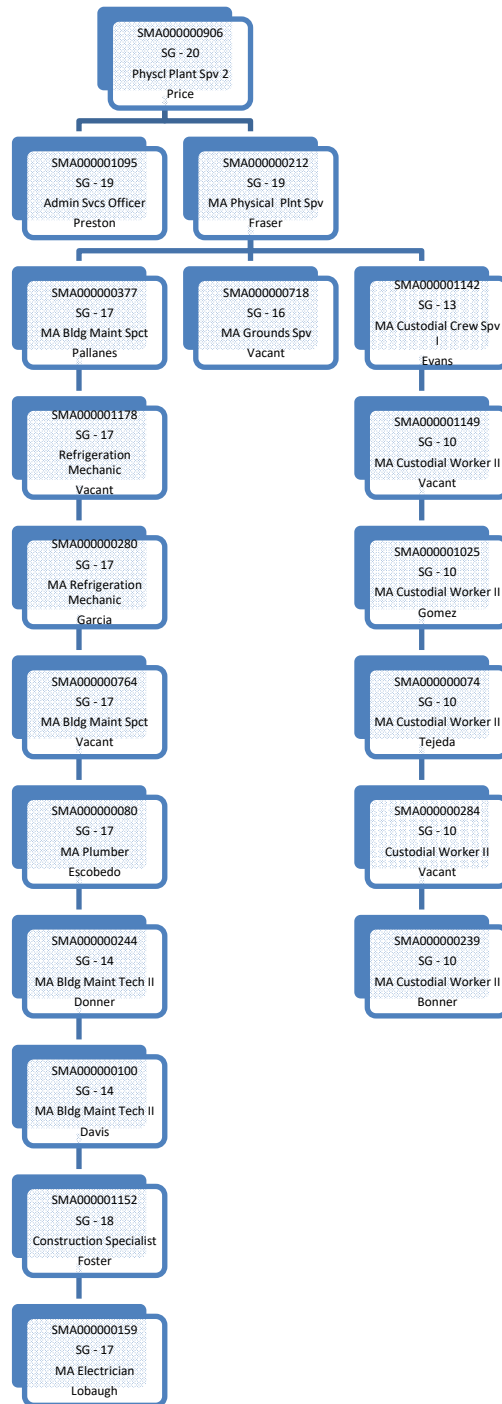 SMA000000906
SG - 20
Physcl Plant Spv 2
Price
SMA000001095
SG - 19
Admin Svcs Officer
Preston
SMA000000212
SG - 19
MA Physical  Plnt Spv
Fraser
SMA000000377
SG - 17
MA Bldg Maint Spct
Pallanes
SMA000000718
SG - 16
MA Grounds Spv
Vacant
SMA000001142
SG - 13
MA Custodial Crew Spv
I
Evans
SMA000001178
SG - 17
Refrigeration
Mechanic
Vacant
SMA000001149
SG - 10
MA Custodial Worker II
Vacant
SMA000000280
SG - 17
MA Refrigeration
Mechanic
Garcia
SMA000001025
SG - 10
MA Custodial Worker II
Gomez
SMA000000764
SG - 17
MA Bldg Maint Spct
Vacant
SMA000000074
SG - 10
MA Custodial Worker II
Tejeda
SMA000000080
SG - 17
MA Plumber
Escobedo
SMA000000284
SG - 10
Custodial Worker II
Vacant
SMA000000244
SG - 14
MA Bldg Maint Tech II
Donner
SMA000000239
SG - 10
MA Custodial Worker II
Bonner
SMA000000100
SG - 14
MA Bldg Maint Tech II
Davis
SMA000001152
SG - 18
Construction Specialist
Foster
SMA000000159
SG - 17
MA Electrician
Lobaugh